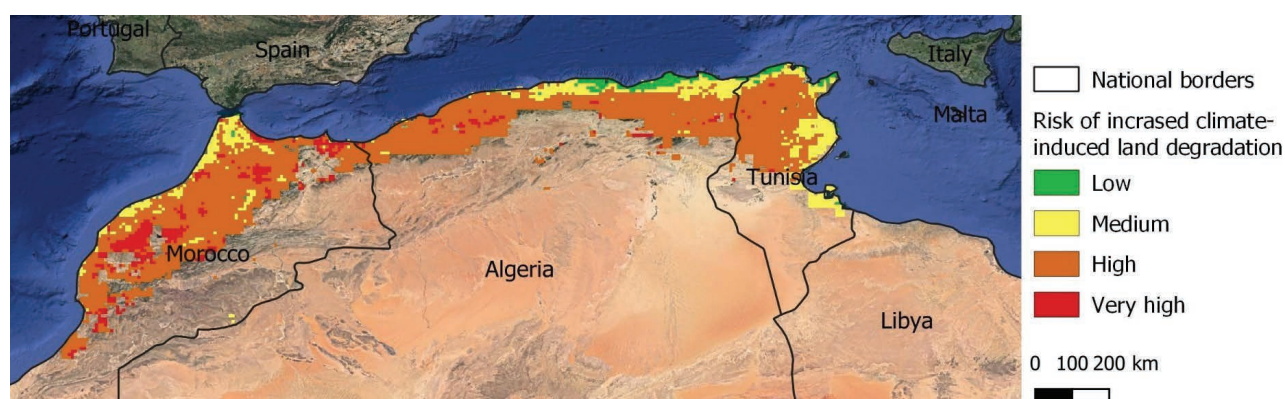 Portugal
Spain
Italy
Malta
Tunisia
Morocco
Algeria
Libya
National borders
Risk of incrased climate-
induced land degradation
Low
Medium
High
Very high
0 100 200 km